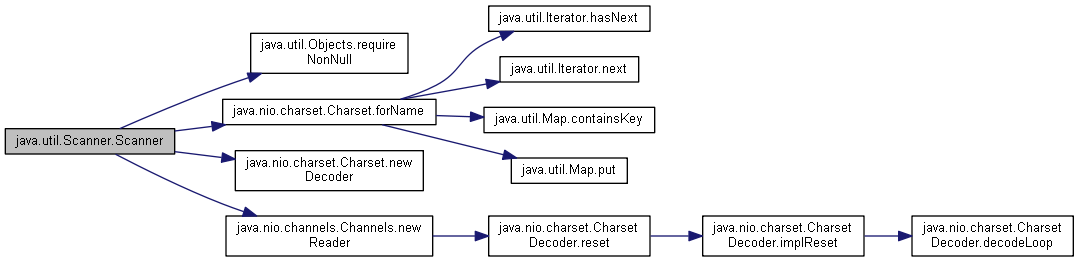 java.util.Scanner.Scanner
java.util.Objects.require
NonNull
java.nio.charset.Charset.forName
java.nio.charset.Charset.new
Decoder
java.nio.channels.Channels.new
Reader
java.util.Iterator.hasNext
java.util.Iterator.next
java.util.Map.containsKey
java.util.Map.put
java.nio.charset.Charset
Decoder.reset
java.nio.charset.Charset
Decoder.implReset
java.nio.charset.Charset
Decoder.decodeLoop